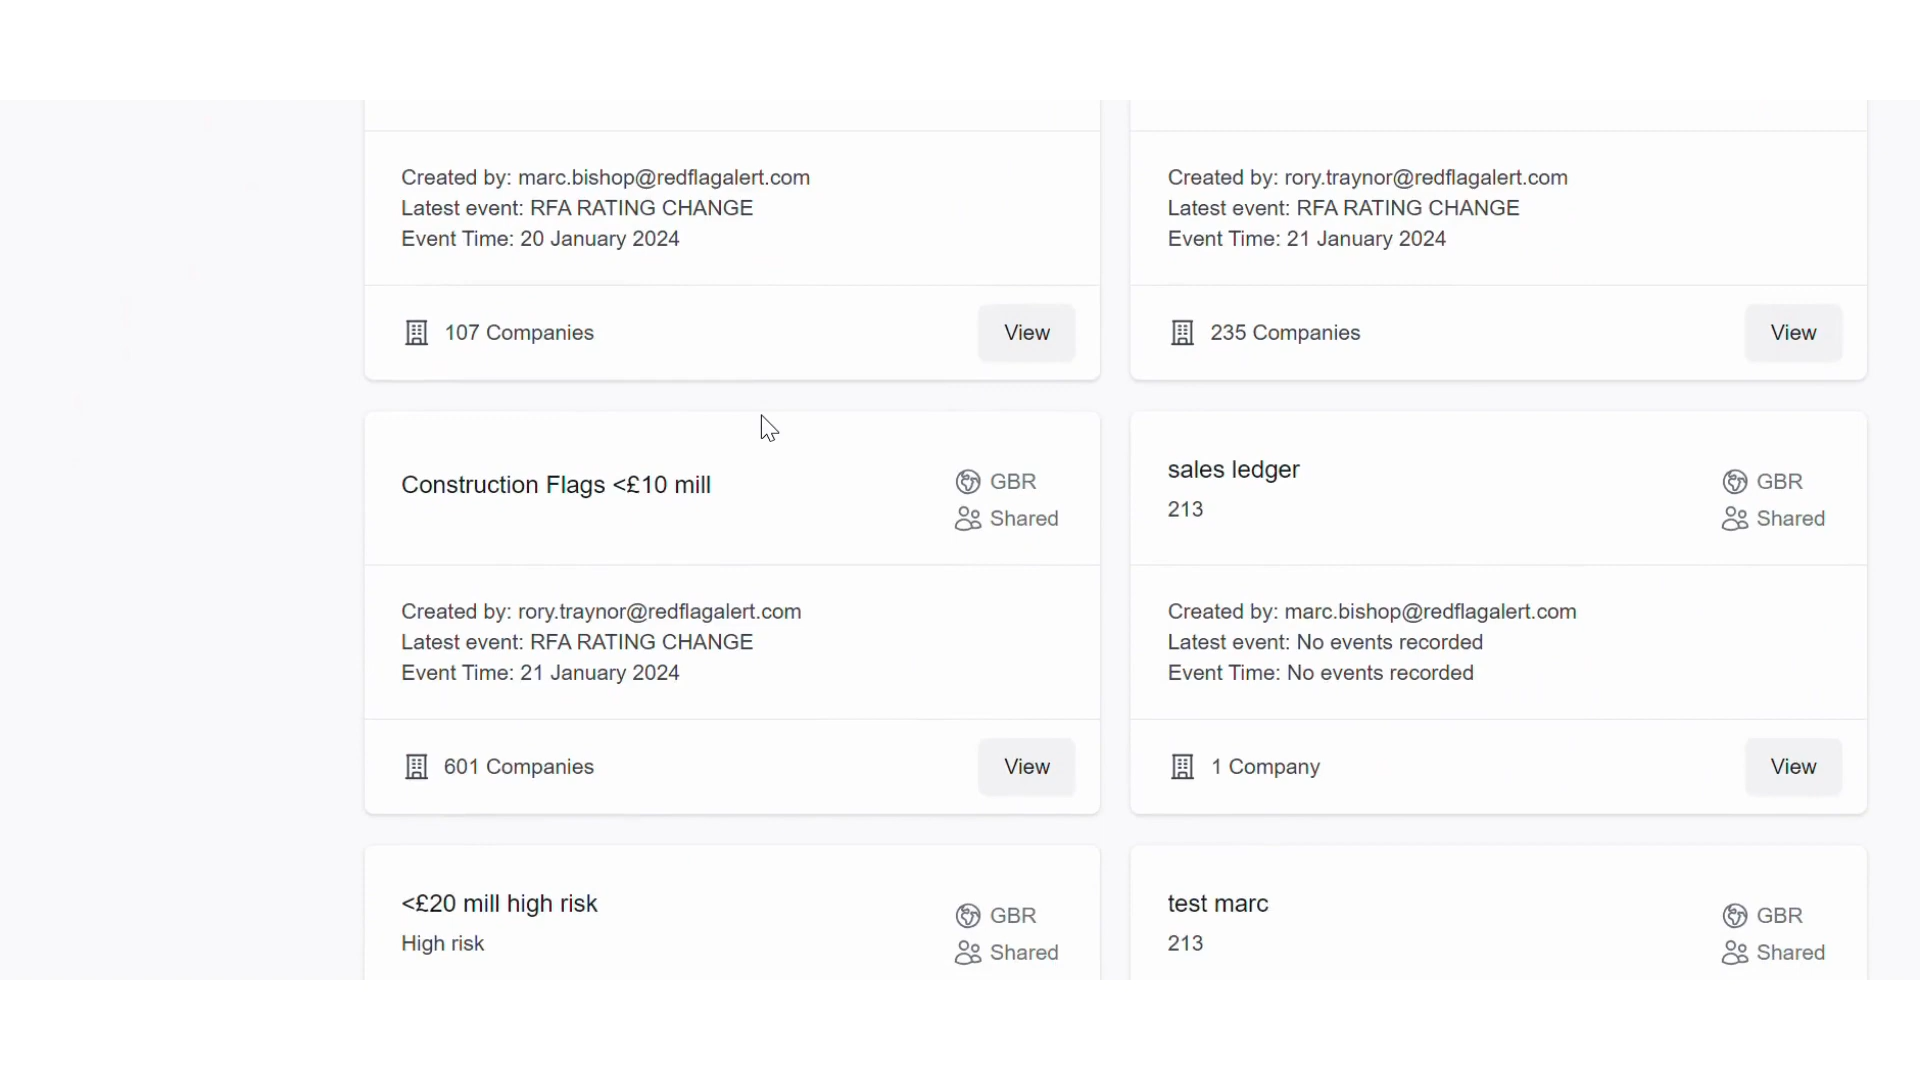 Created by: marc.bishop@redflagalert.com
Latest event: RFA RATING CHANGE
Event Time: 20 January 2024
107 Companies
View
Created by: rory.traynor@redflagalert.com
Latest event: RFA RATING CHANGE
Event Time: 21 January 2024
235 Companies
View
Construction Flags <£10 mill
GBR
Shared
Created by: rory.traynor@redflagalert.com
Latest event: RFA RATING CHANGE
Event Time: 21 January 2024
601 Companies
View
sales ledger
213
GBR
Shared
Created by: marc.bishop@redflagalert.com
Latest event: No events recorded
Event Time: No events recorded
1 Company
View
<£20 mill high risk
High risk
GBR
Shared
test marc
213
GBR
Shared